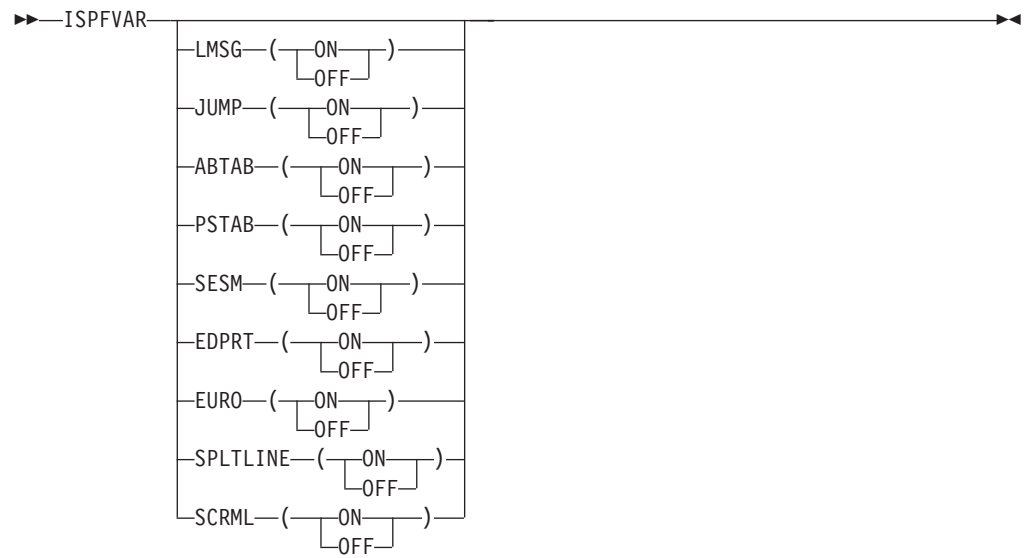 ISPFVAR
LMSG ( ON )
OFF
JUMP ( ON )
OFF
ABTAB ( ON )
OFF
PSTAB ( ON )
OFF
SESM ( ON )
OFF
EDPRT ( ON )
OFF
EURO ( ON )
OFF
SPLTLINE ( ON )
OFF
SCRML ( ON )
OFF